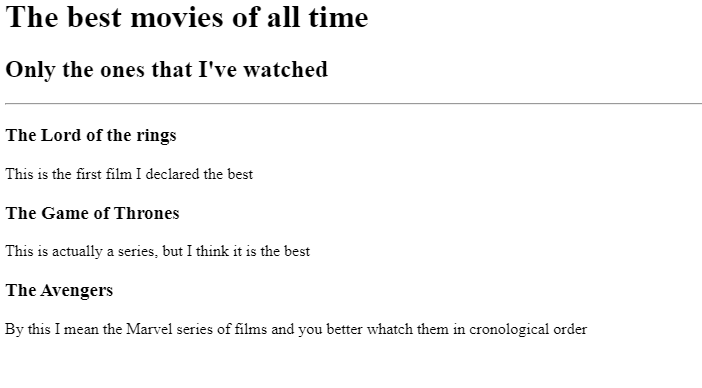 The best movies of all time
Only the ones that I've watched
The Lord of the rings
This is the first film I declared the best
The Game of Thrones
This is actually a series, but I think it is the best
The Avengers
By this I mean the Marvel series of films and you better whatch them in cronological order